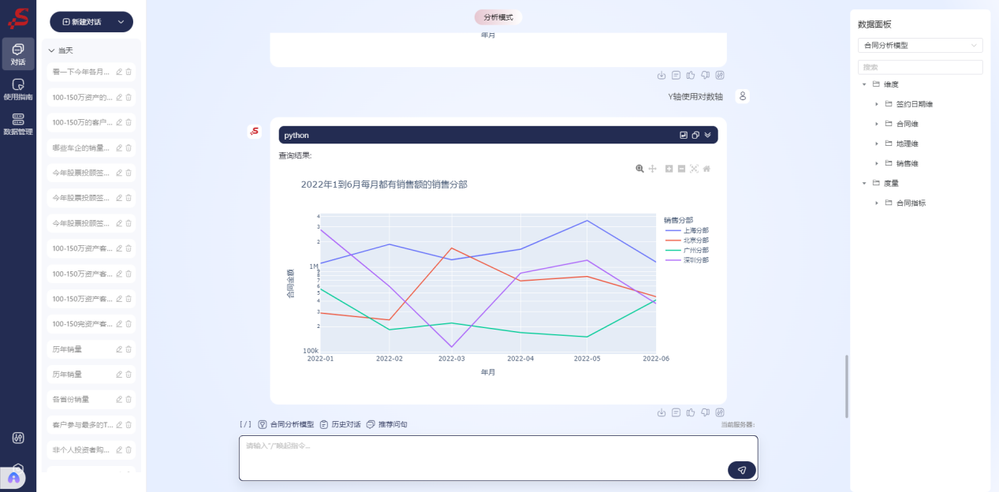 新建对话
对话
使用指南
数据管理
当天
看一下今年各月...
100-150万资产的...
100-150万的客户...
哪些车企的销量...
今年股票投顾签...
今年股票投顾签...
今年股票投顾签...
100-150万资产客...
100-150万资产客...
100-150万资产客...
100-150完资产客...
历年销量
历年销量
各省份销量
客户参与最多的T...
非个人投资者购...
分析模式
年月
Y轴使用对数轴
python
查询结果:
2022年1到6月每月都有销售额的销售分部
4
3
2
1M
9
8
7
6
5
4
3
2
100k
合同金额
2022-01 2022-02 2022-03 2022-04 2022-05 2022-06
年月
销售分部
上海分部
北京分部
广州分部
深圳分部
[/] 合同分析模型 历史对话 推荐问句
当前服务器:
请输入"/"唤起指令...
数据面板
合同分析模型
搜索
维度
签约日期维
合同维
地理维
销售维
度量
合同指标